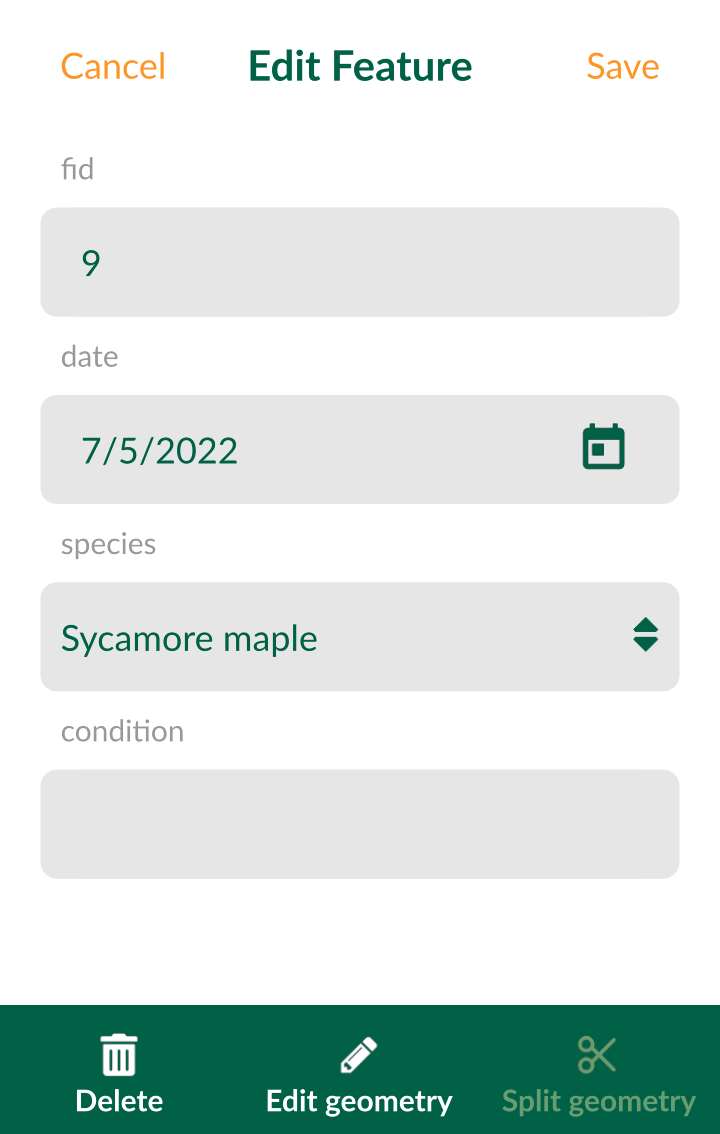 Cancel Edit Feature Save
fid
9
date
7/5/2022
species
Sycamore maple
condition
Delete Edit geometry Split geometry